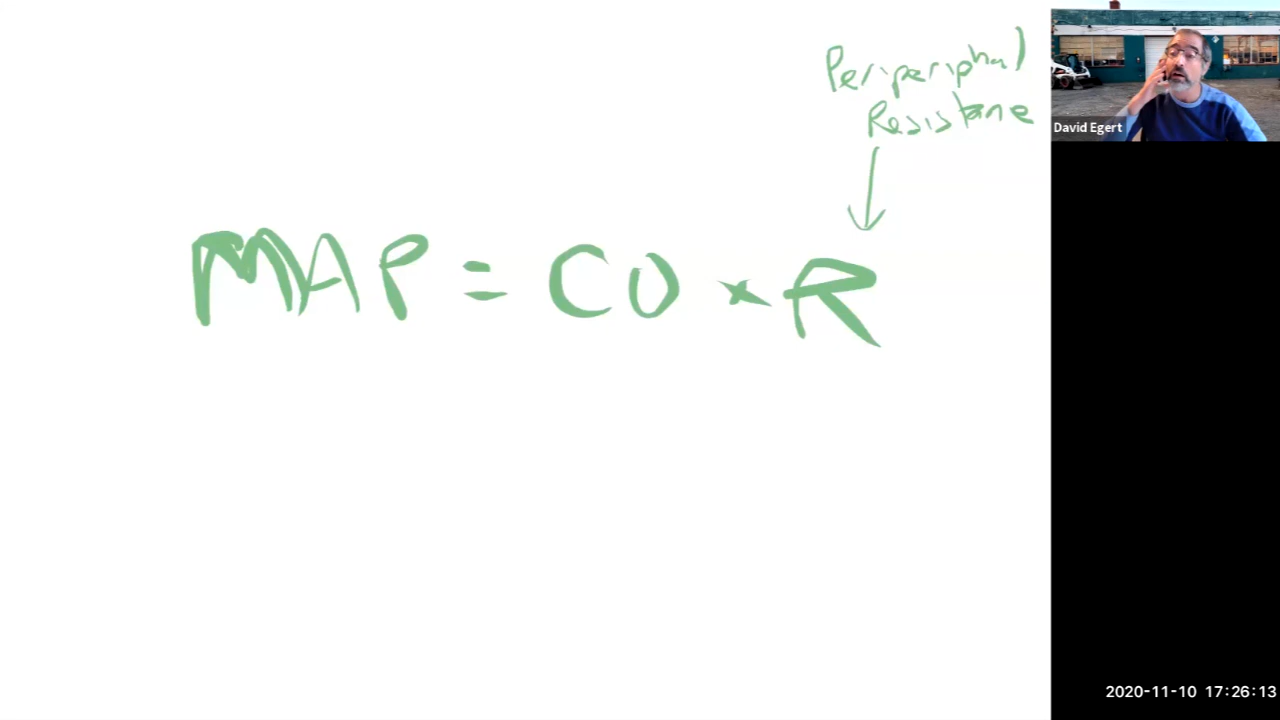 Periperiphal
Resistane
MAP = CO × R
David Egert
2020-11-10 17:26:13